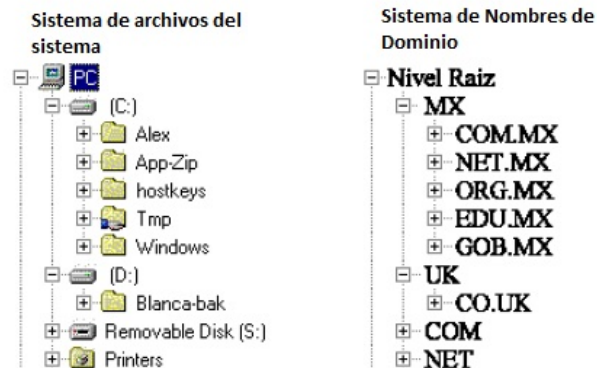 Sistema de archivos del
sistema
PC
(C:)
Alex
App-Zip
hostkeys
Tmp
Windows
(D:)
Blanca-bak
Removable Disk (S:)
Printers
Sistema de Nombres de
Dominio
Nivel Raiz
MX
COM.MX
NET.MX
ORG.MX
EDU.MX
GOB.MX
UK
CO.UK
COM
NET